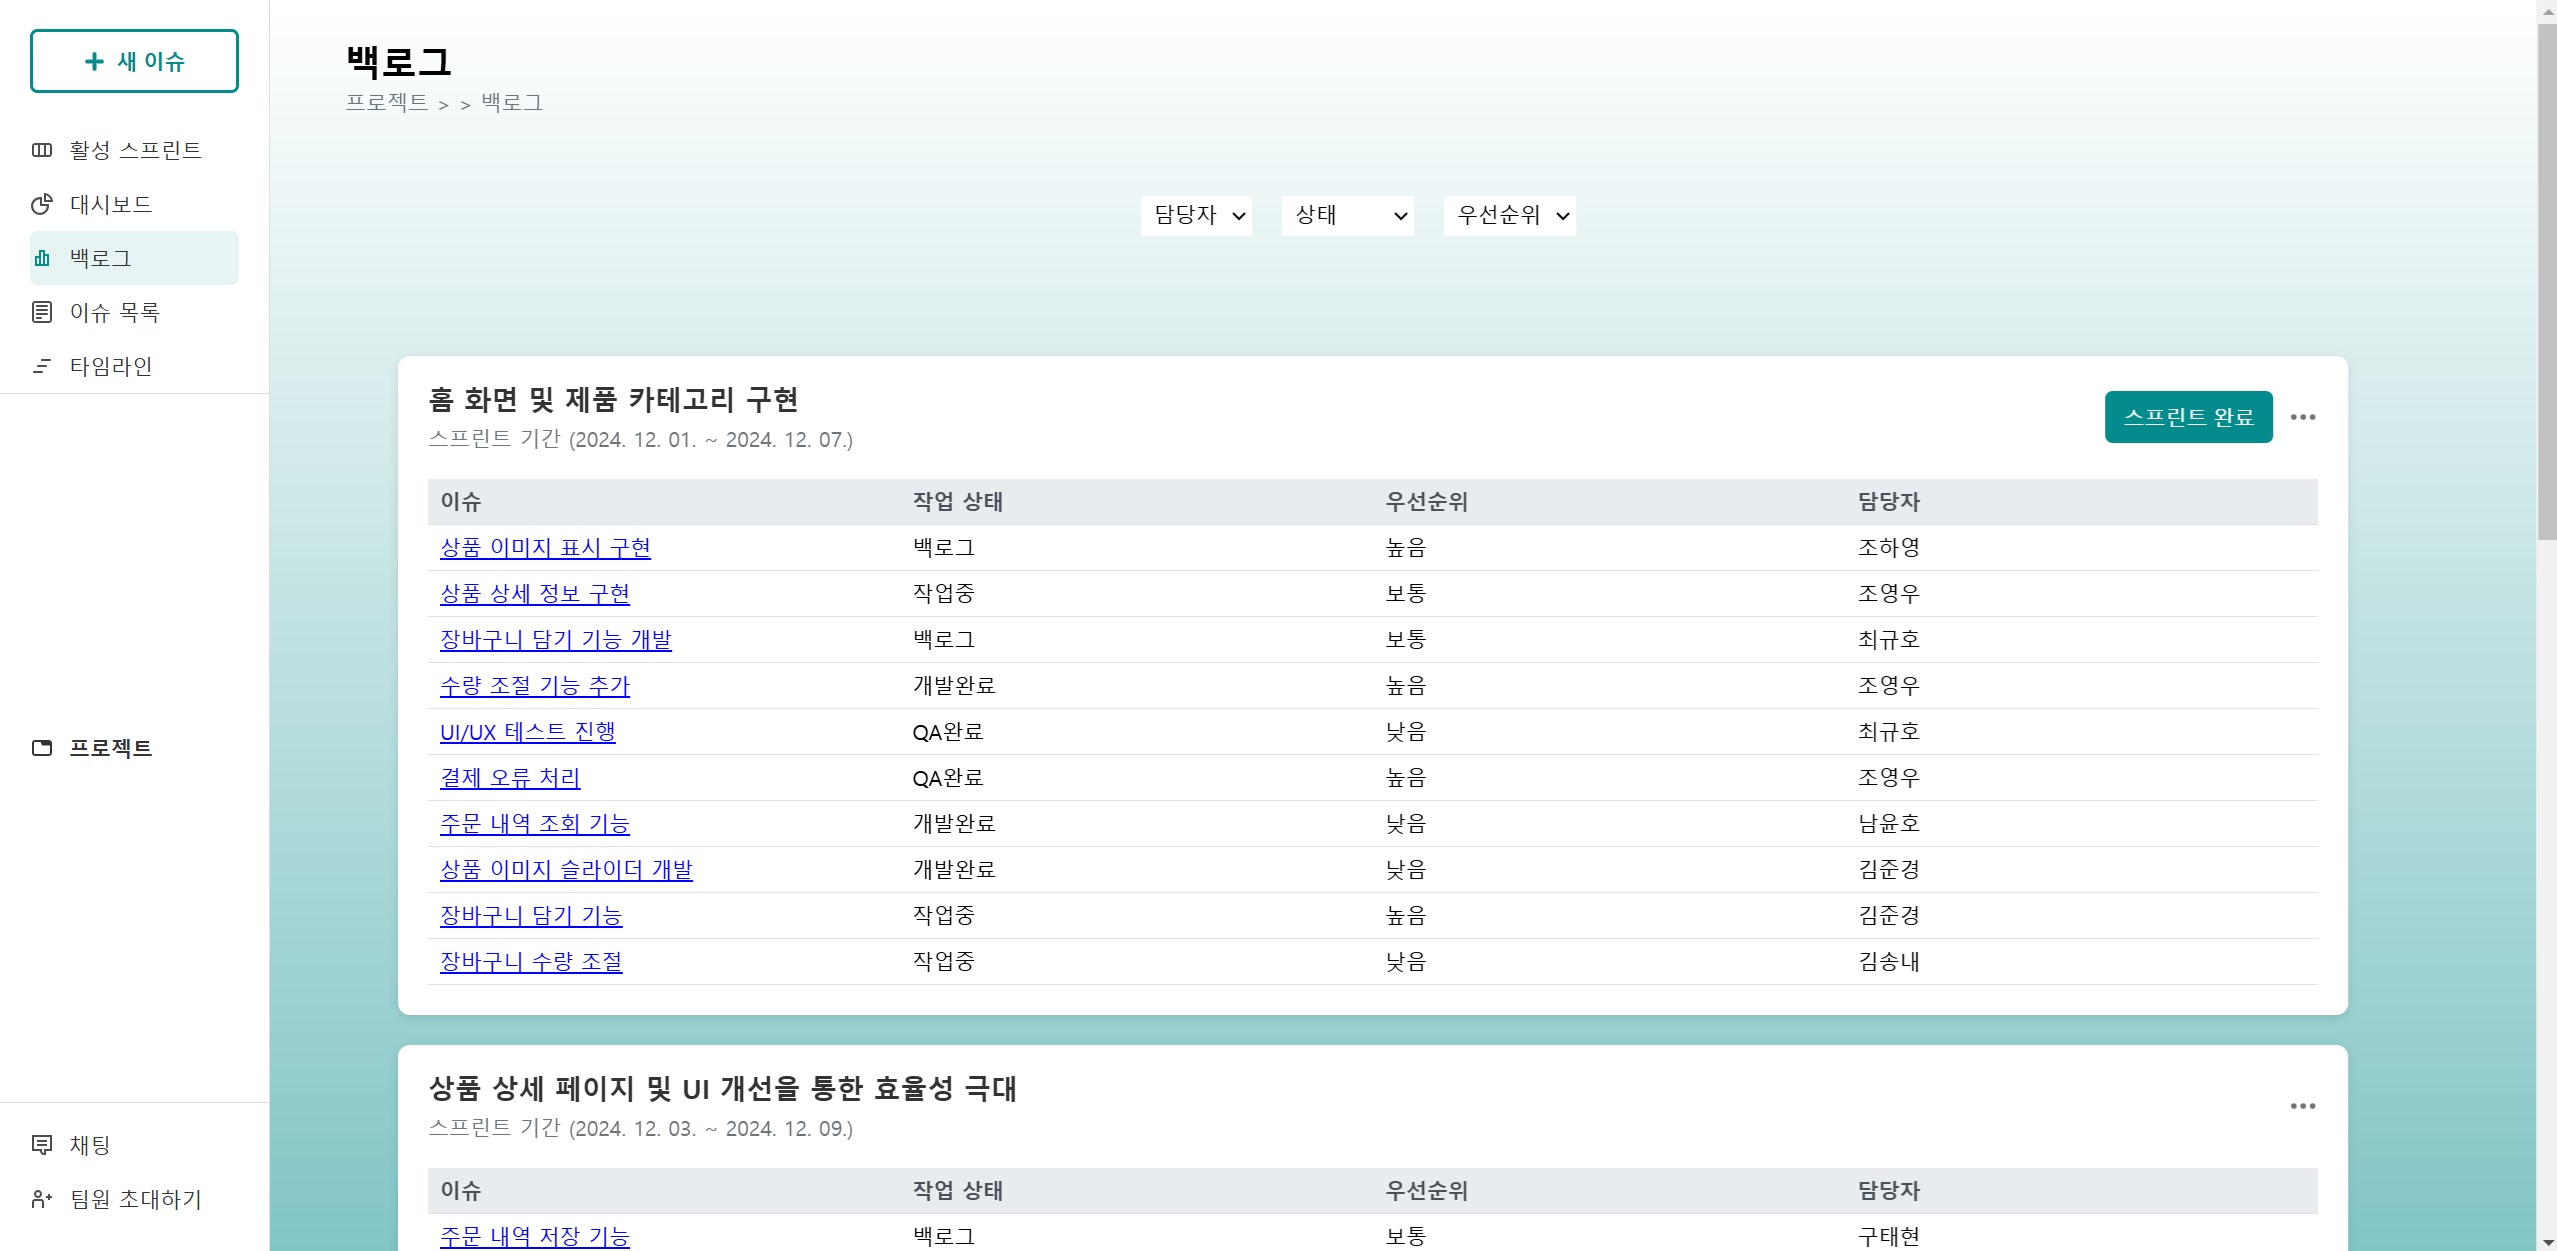 새 이슈
활성 스프린트
대시보드
백로그
이슈 목록
타임라인
프로젝트
채팅
팀원 초대하기
백로그
프로젝트 > > 백로그
담당자 상태 우선순위
홈 화면 및 제품 카테고리 구현
스프린트 기간 (2024. 12. 01. ~ 2024. 12. 07.)
스프린트 완료
이슈 작업 상태 우선순위 담당자
상품 이미지 표시 구현 백로그 높음 조하영
상품 상세 정보 구현 작업중 보통 조영우
장바구니 담기 기능 개발 백로그 보통 최규호
수량 조절 기능 추가 개발완료 높음 조영우
UI/UX 테스트 진행 QA완료 낮음 최규호
결제 오류 처리 QA완료 높음 조영우
주문 내역 조회 기능 개발완료 낮음 남윤호
상품 이미지 슬라이더 개발 개발완료 낮음 김준경
장바구니 담기 기능 작업중 높음 김준경
장바구니 수량 조절 작업중 낮음 김송내
상품 상세 페이지 및 UI 개선을 통한 효율성 극대
스프린트 기간 (2024. 12. 03. ~ 2024. 12. 09.)
이슈 작업 상태 우선순위 담당자
주문 내역 저장 기능 백로그 보통 구태현